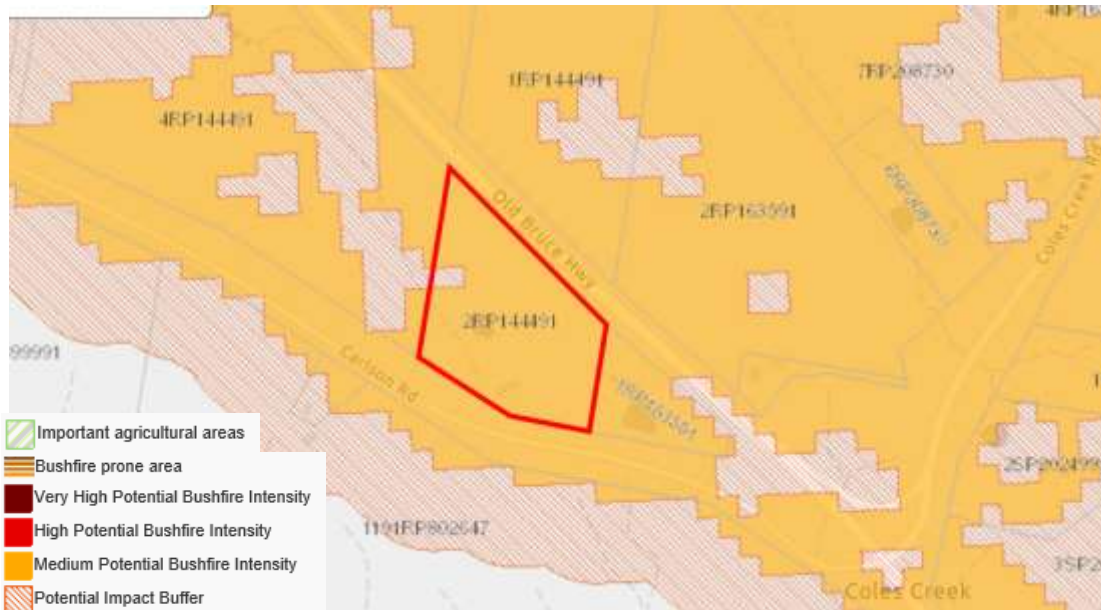 1RP144491
7RP208730
4RP144491
Old Bruce Hwy
2RP163591
Coles Creek Rd
2RP144491
99991
Carlson Rd
Important agricultural areas
Bushfire prone area
Very High Potential Bushfire Intensity
High Potential Bushfire Intensity
1191RP802647
Medium Potential Bushfire Intensity
Potential Impact Buffer
Coles Creek